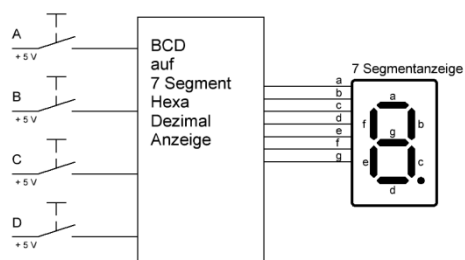 A
+ 5 V
B
+ 5 V
C
+ 5 V
D
+ 5 V
BCD
auf
7 Segment
Hexa
Dezimal
Anzeige
a
b
c
d
e
f
g
7 Segmentanzeige
a
f
b
g
e
c
d